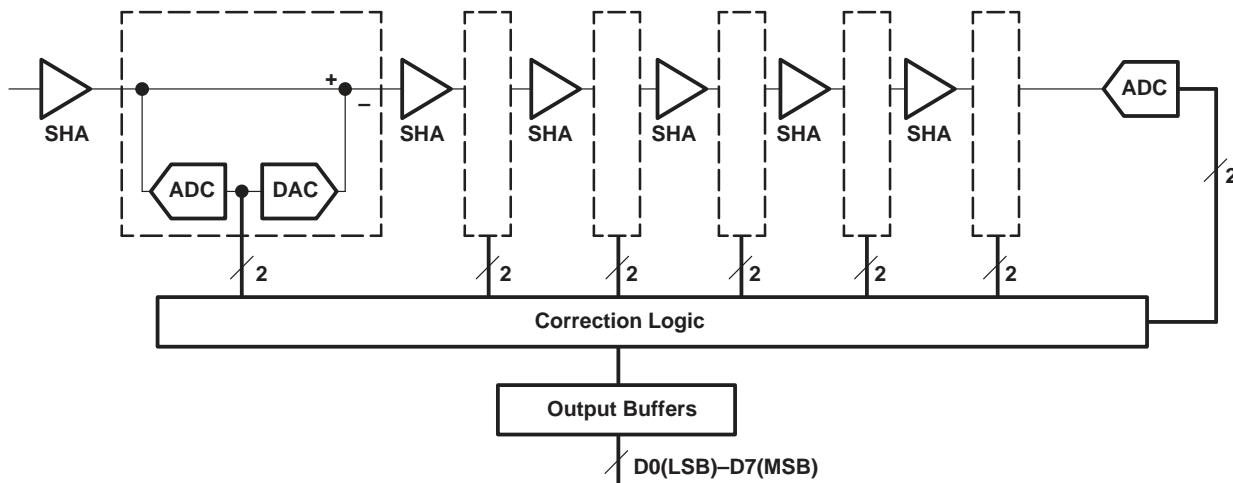 +
–
ADC
SHA
SHA
SHA
SHA
SHA
SHA
ADC
DAC
2
2
2
2
2
2
2
Correction Logic
Output Buffers
D0(LSB)–D7(MSB)